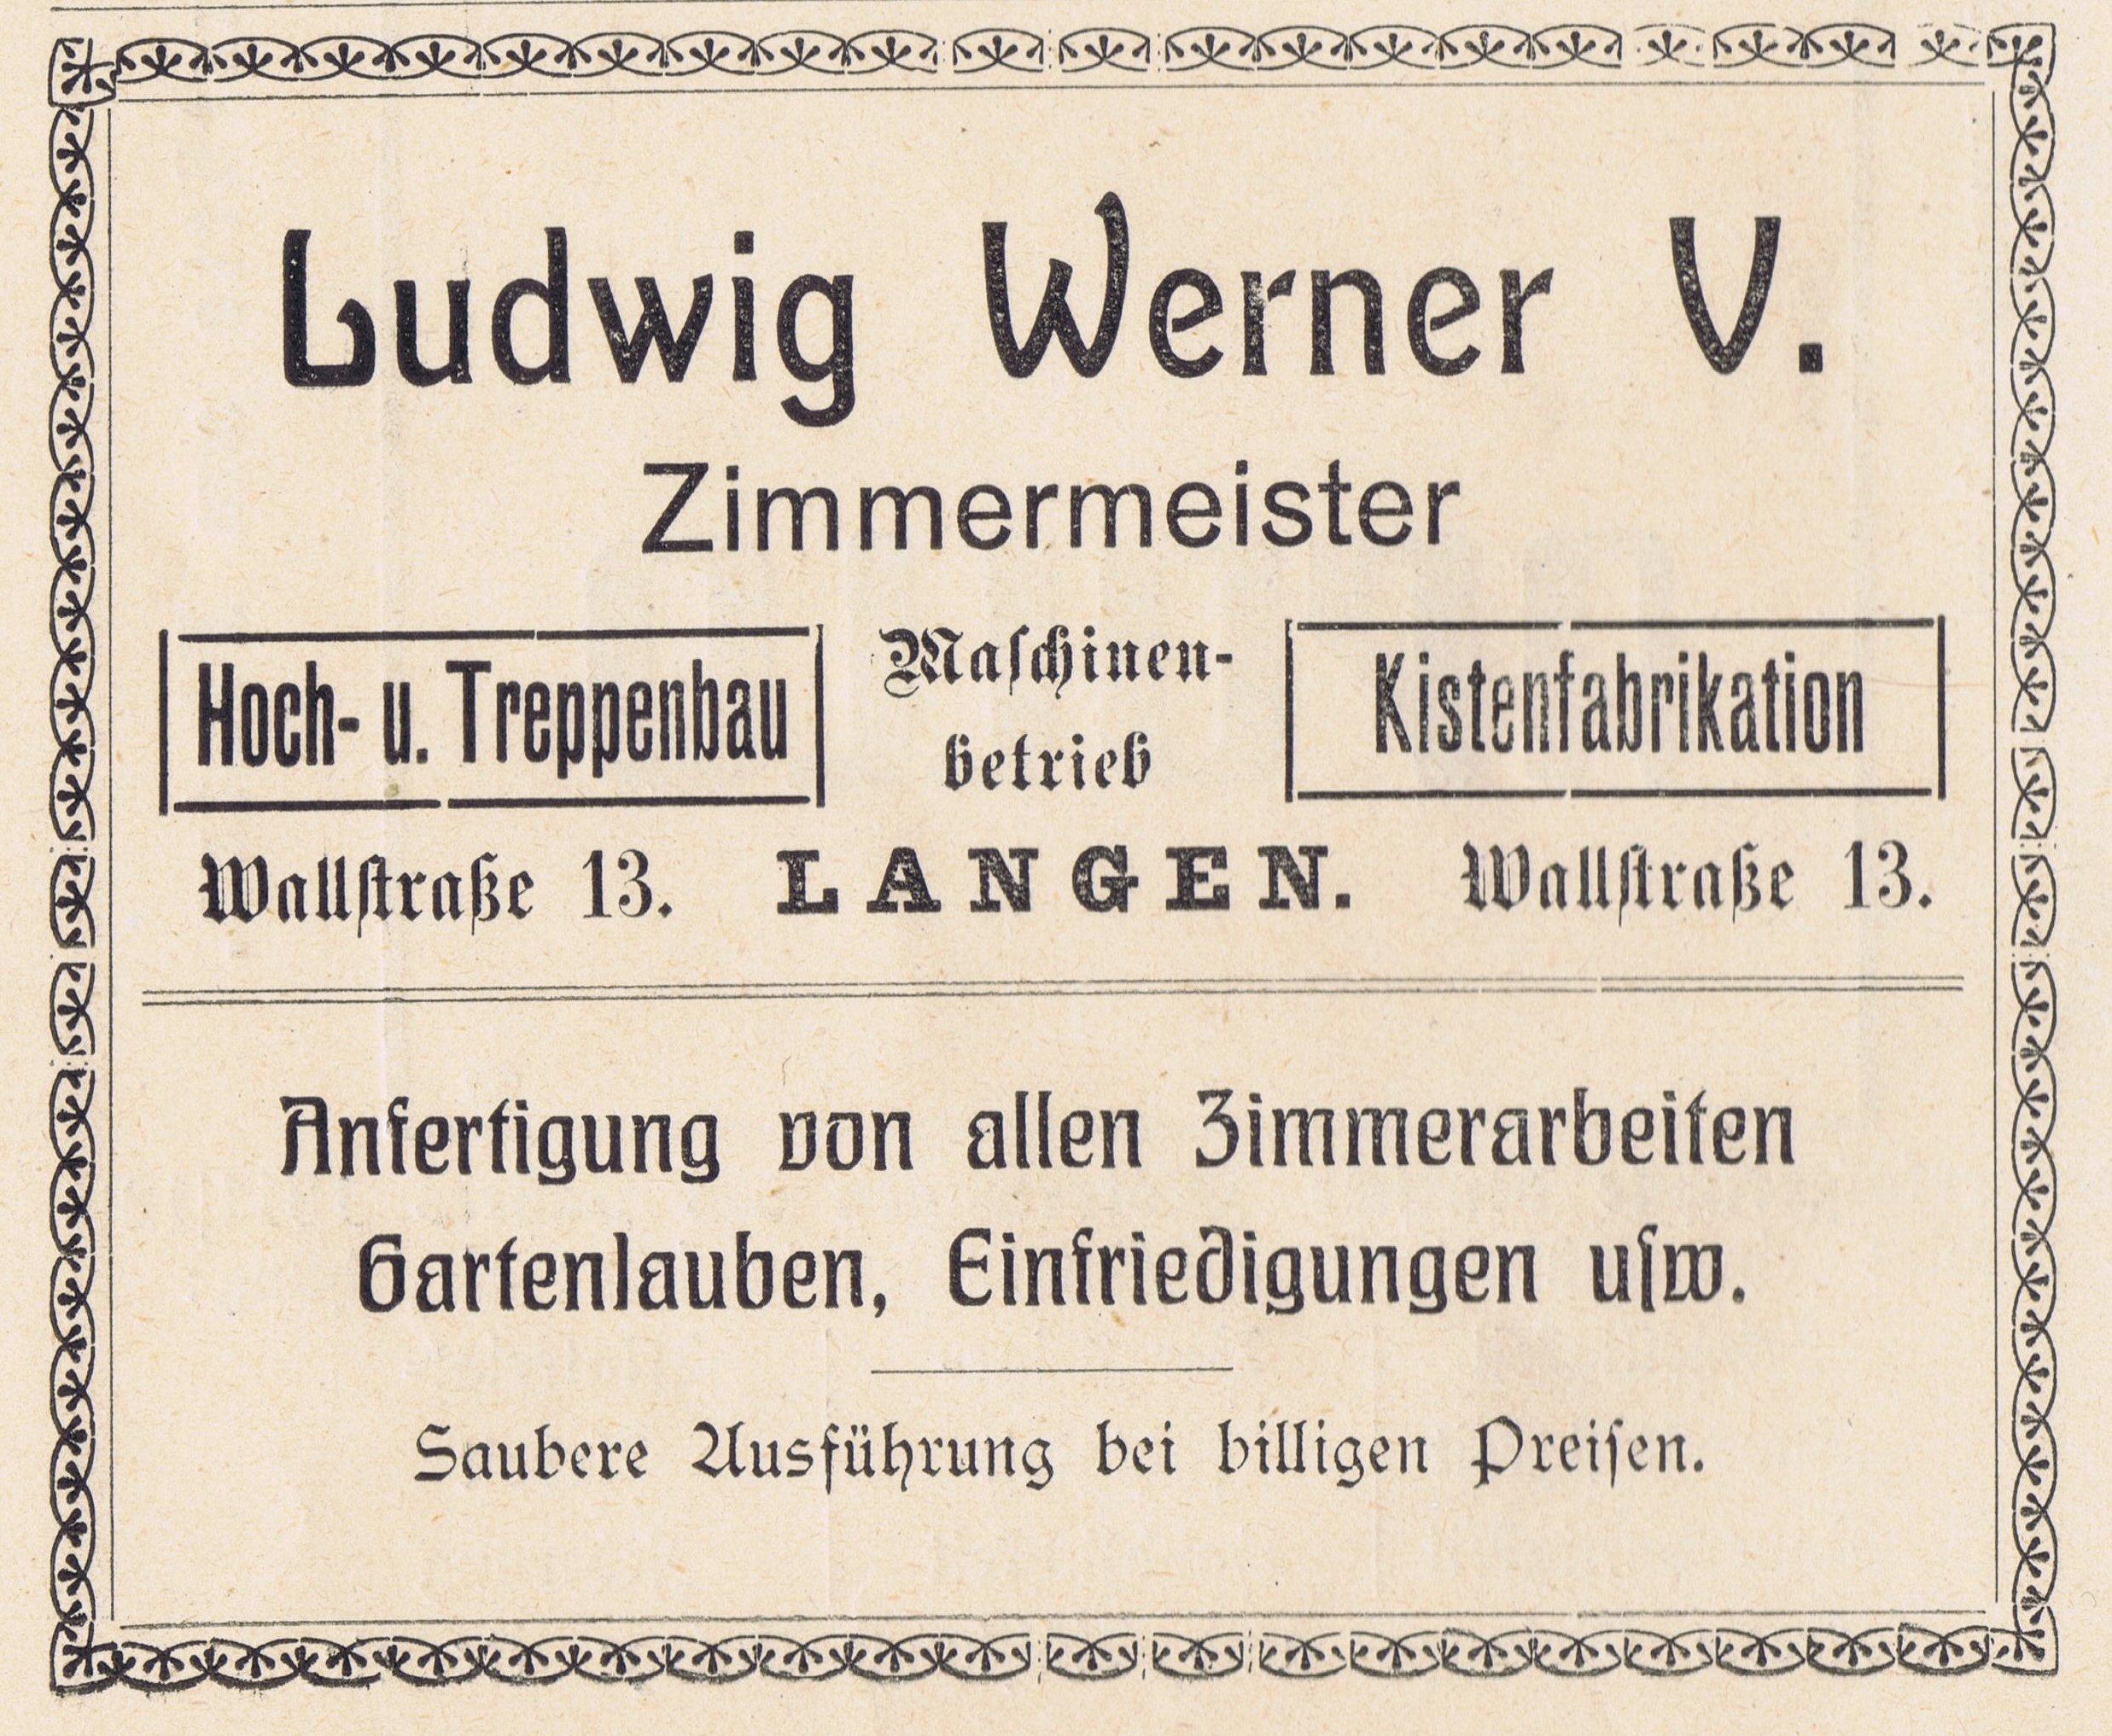 Ludwig Werner V.
Zimmermeister
Hoch- u. Treppenbau
Maſchinen-
betrieb
Kistenfabrikation
Wallſtraße 13. LANGEN. Wallſtraße 13.
Anfertigung von allen Zimmerarbeiten
Gartenlauben, Einfriedigungen uſw.
Saubere Ausführung bei billigen Preiſen.